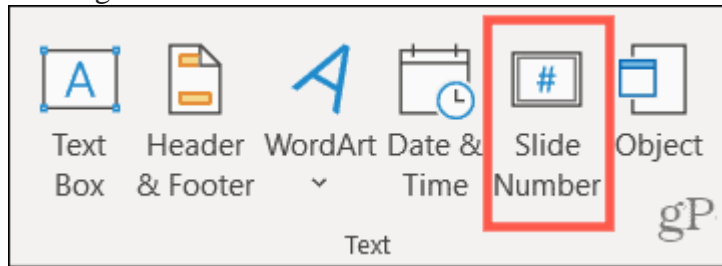 A
#
Text Header WordArt Date & Slide Object
Box & Footer Time Number
Text
gP